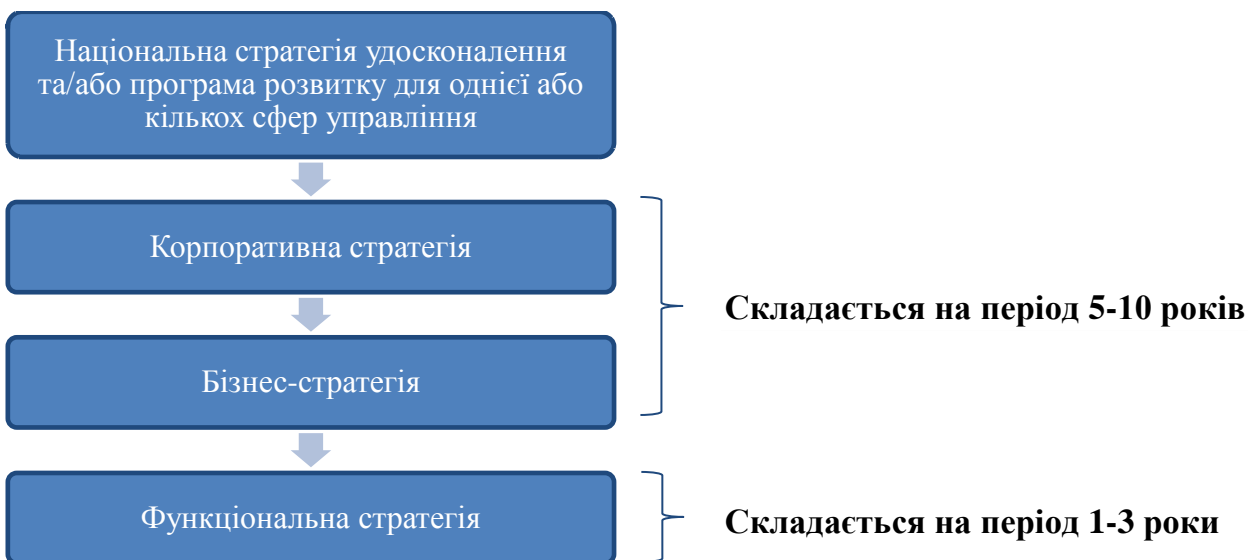 Національна стратегія удосконалення
та/або програма розвитку для однієї або
кількох сфер управління
Корпоративна стратегія
Складається на період 5-10 років
Бізнес-стратегія
Функціональна стратегія
Складається на період 1-3 роки